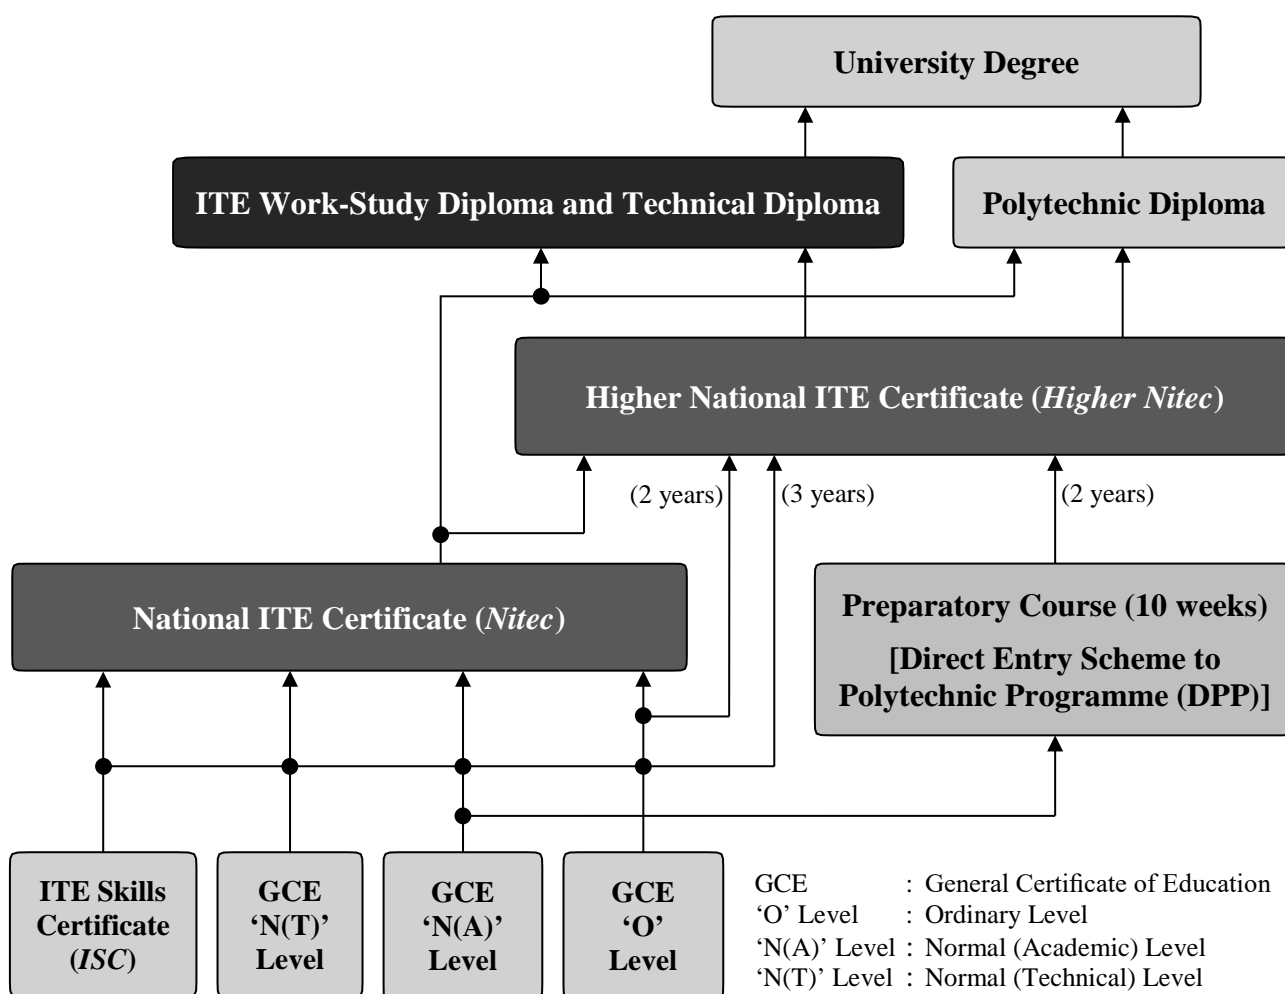 University Degree
ITE Work-Study Diploma and Technical Diploma
Polytechnic Diploma
Higher National ITE Certificate (Higher Nitec)
(2 years)
(3 years)
(2 years)
National ITE Certificate (Nitec)
Preparatory Course (10 weeks)
[Direct Entry Scheme to
Polytechnic Programme (DPP)]
ITE Skills
Certificate
(ISC)
GCE
‘N(T)’
Level
GCE
‘N(A)’
Level
GCE
‘O’
Level
GCE : General Certificate of Education
‘O’ Level : Ordinary Level
‘N(A)’ Level : Normal (Academic) Level
‘N(T)’ Level : Normal (Technical) Level